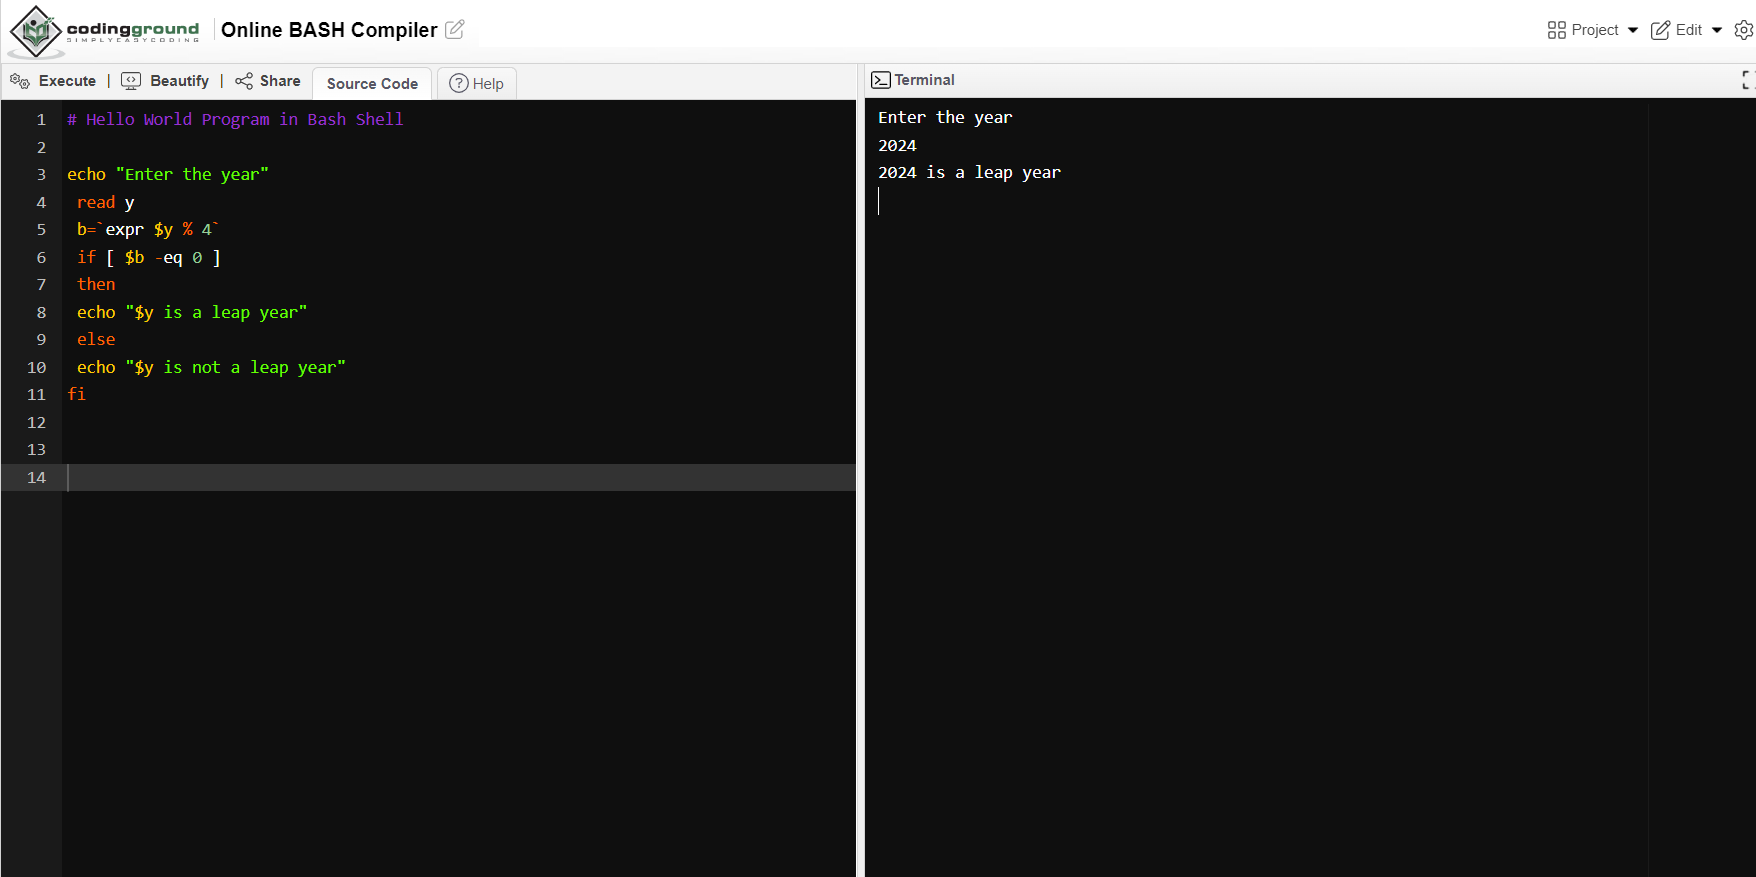 codingground
SIMPLYEASYCODING
Online BASH Compiler
Project
Edit
Execute | Beautify | Share
Source Code
Help
1 # Hello World Program in Bash Shell
2
3 echo "Enter the year"
4 read y
5 b=`expr $y % 4`
6 if [ $b -eq 0 ]
7 then
8 echo "$y is a leap year"
9 else
10 echo "$y is not a leap year"
11 fi
12
13
14
Terminal
Enter the year
2024
2024 is a leap year